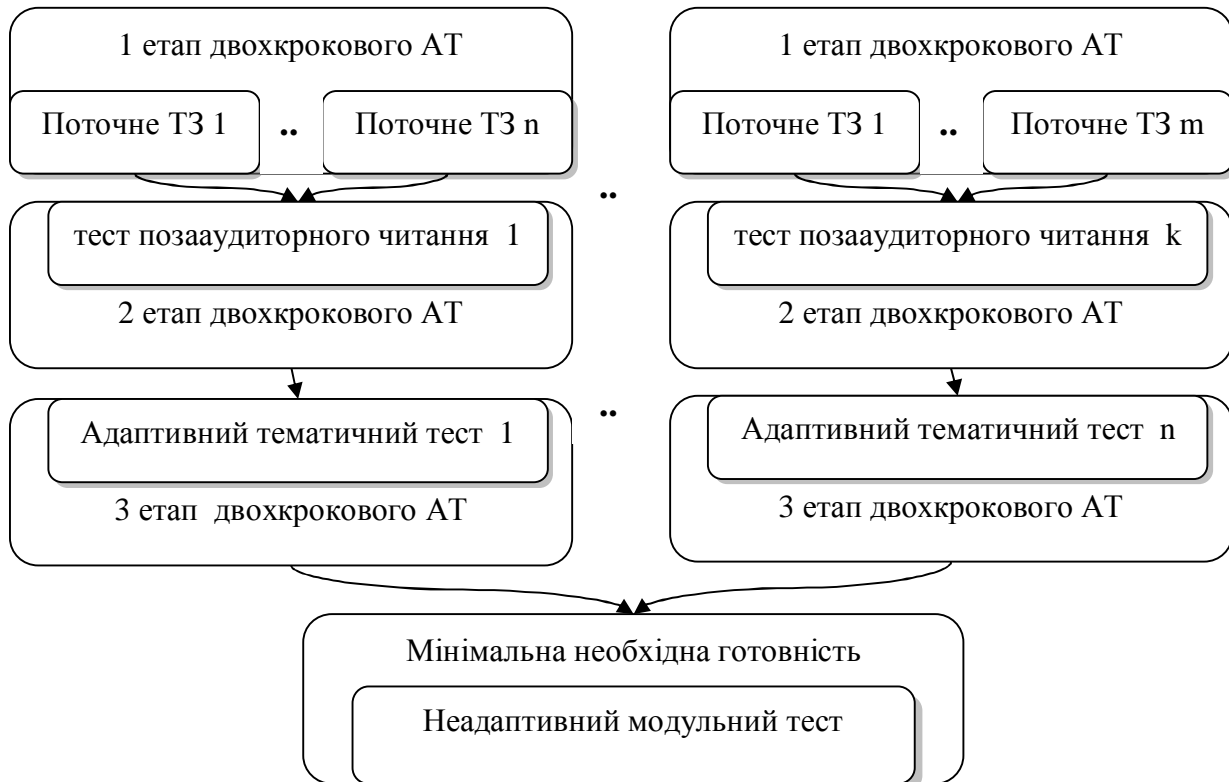 1 етап двохкрокового АТ
Поточне ТЗ 1 .. Поточне ТЗ n
тест позааудиторного читання 1
2 етап двохкрокового АТ
Адаптивний тематичний тест 1
3 етап двохкрокового АТ
..
..
1 етап двохкрокового АТ
Поточне ТЗ 1 .. Поточне ТЗ m
тест позааудиторного читання k
2 етап двохкрокового АТ
Адаптивний тематичний тест n
3 етап двохкрокового АТ
Мінімальна необхідна готовність
Неадаптивний модульний тест